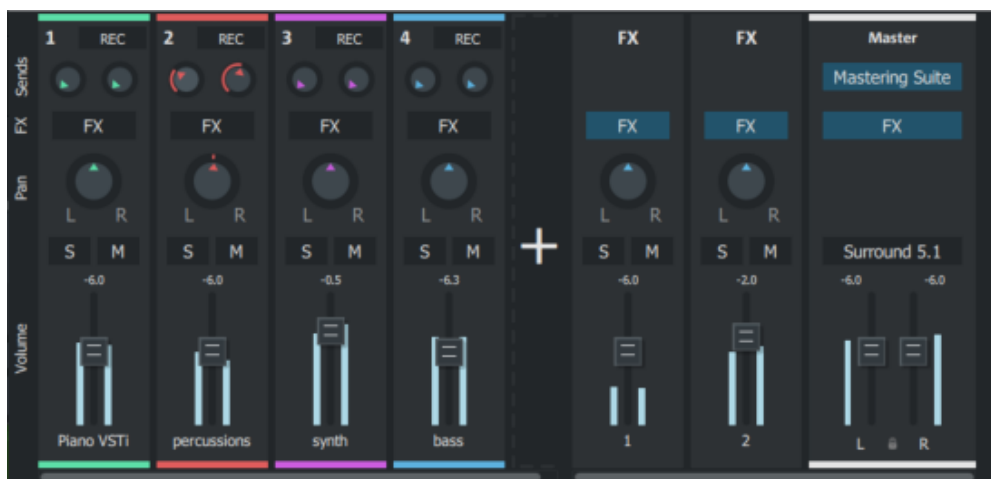 1 REC 2 REC 3 REC 4 REC FX FX Master
Sends Mastering Suite
FX FX FX FX FX FX FX FX
Pan
L R L R L R L R L R L R
S M S M S M S M S M S M Surround 5.1
-6.0 -6.0 -0.5 -6.3 -6.0 -2.0 -6.0 -6.0
Volume
Piano VSTi percussions synth bass 1 2 L R